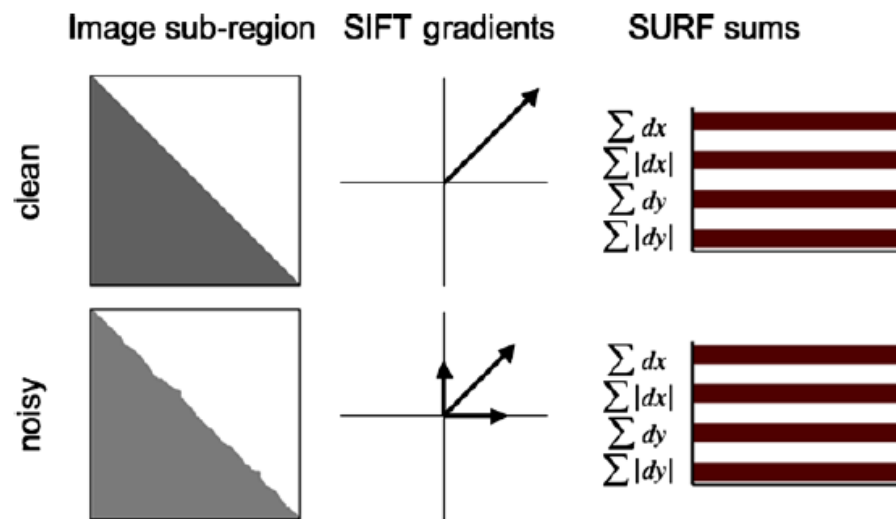 Image sub-region SIFT gradients SURF sums
clean
∑ dx
∑ |dx|
∑ dy
∑ |dy|
noisy
∑ dx
∑ |dx|
∑ dy
∑ |dy|